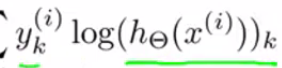 ∑ y_k^{(i)} log(h_Θ(x^{(i)}))_k